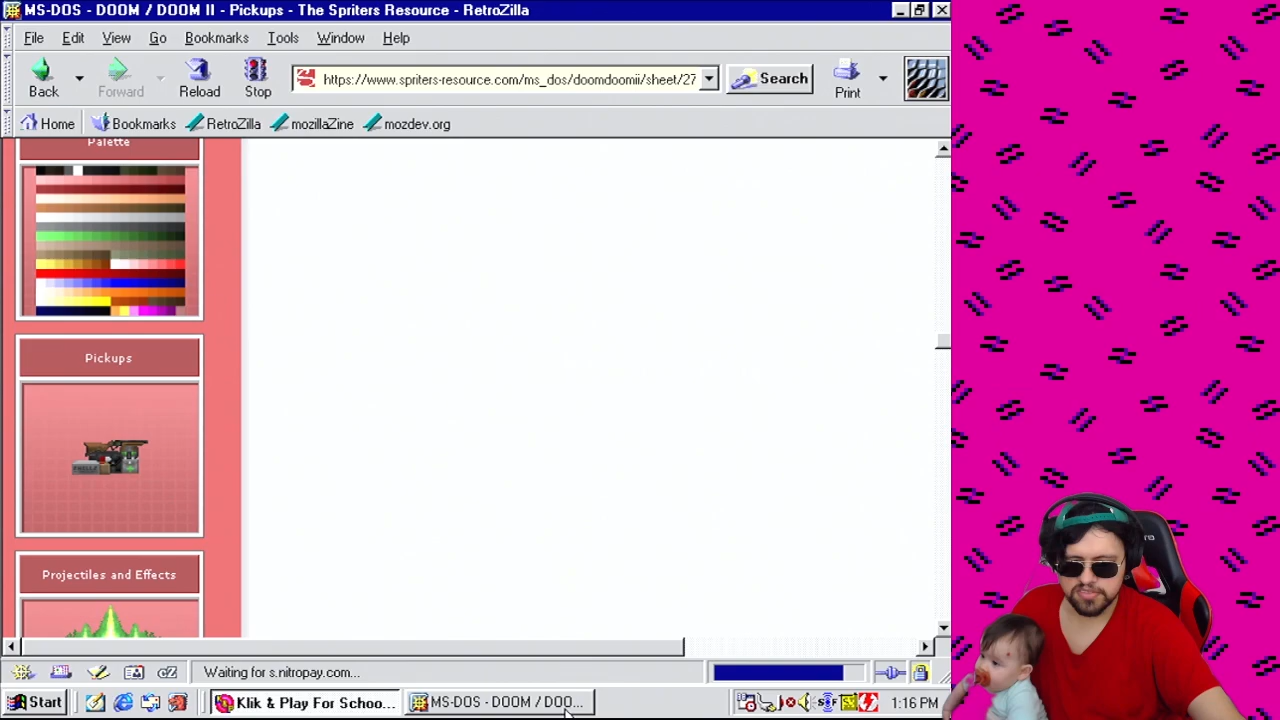 MS-DOS - DOOM / DOOM II - Pickups - The Spriters Resource - RetroZilla
File Edit View Go Bookmarks Tools Window Help
Back Forward Reload Stop https://www.spriters-resource.com/ms_dos/doomdoomii/sheet/27 Search Print
Home Bookmarks RetroZilla mozillaZine mozdev.org
Palette
Pickups
Projectiles and Effects
Waiting for s.nitropay.com...
Start Klik & Play For Schoo... MS-DOS - DOOM / DOO... 1:16 PM